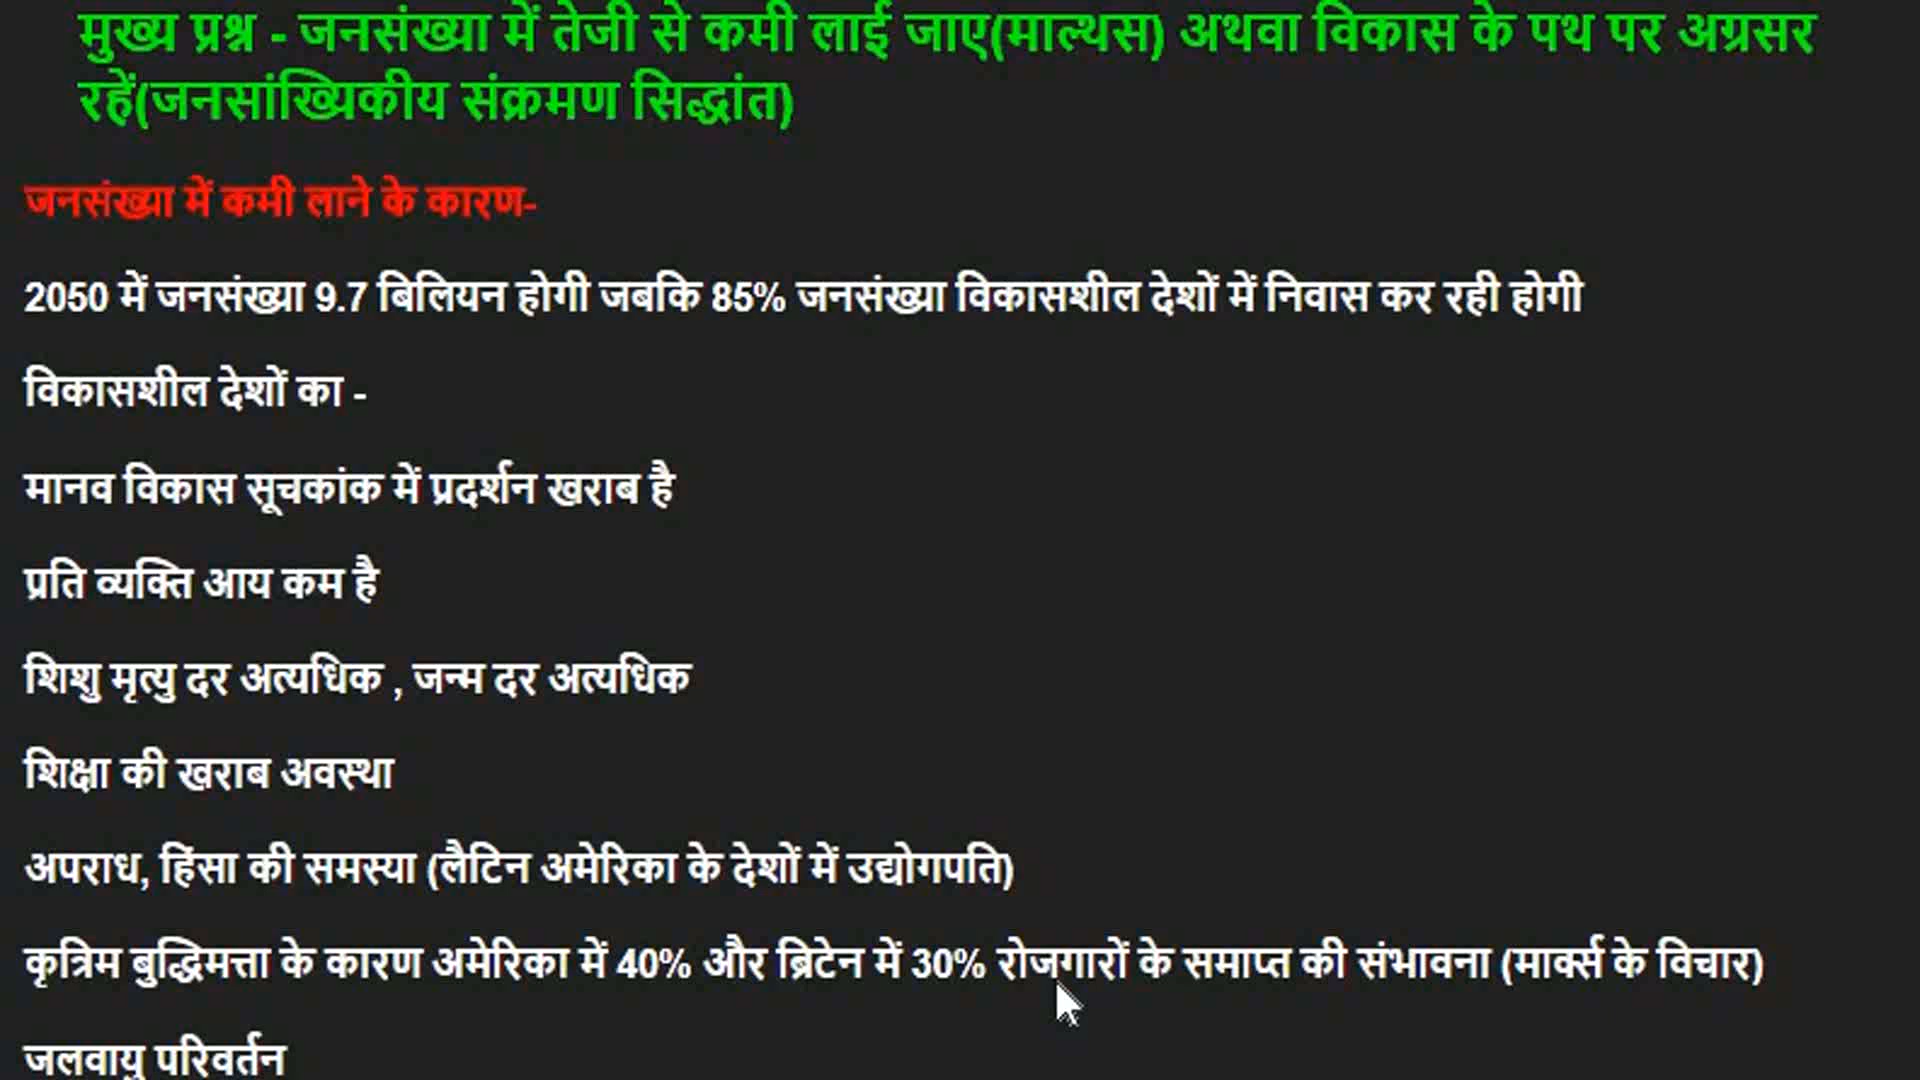 मुख्य प्रश्न - जनसंख्या में तेजी से कमी लाई जाए(माल्थस) अथवा विकास के पथ पर अग्रसर
रहें(जनसांख्यिकीय संक्रमण सिद्धांत)
जनसंख्या में कमी लाने के कारण-
2050 में जनसंख्या 9.7 बिलियन होगी जबकि 85% जनसंख्या विकासशील देशों में निवास कर रही होगी
विकासशील देशों का -
मानव विकास सूचकांक में प्रदर्शन खराब है
प्रति व्यक्ति आय कम है
शिशु मृत्यु दर अत्यधिक , जन्म दर अत्यधिक
शिक्षा की खराब अवस्था
अपराध, हिंसा की समस्या (लैटिन अमेरिका के देशों में उद्योगपति)
कृत्रिम बुद्धिमत्ता के कारण अमेरिका में 40% और ब्रिटेन में 30% रोजगारों के समाप्त की संभावना (मार्क्स के विचार)
जलवायु परिवर्तन